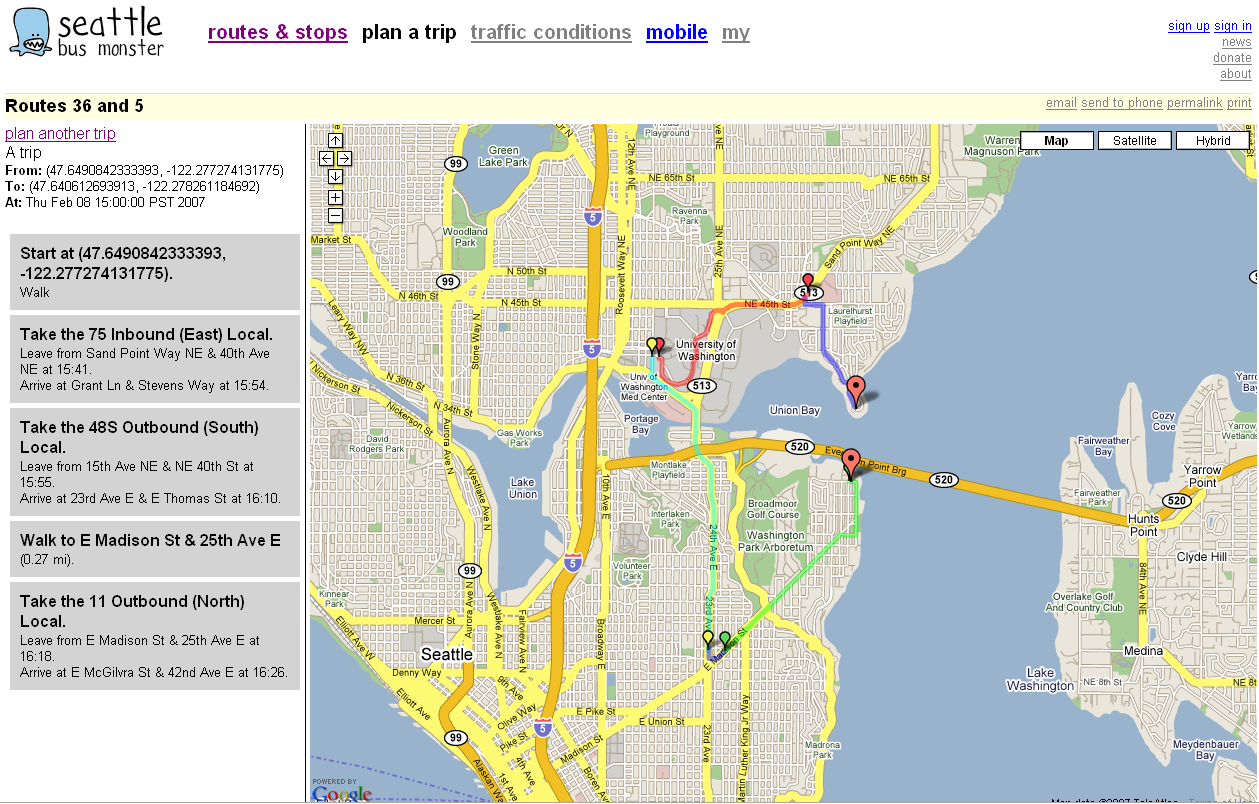 seattle
bus monster
routes & stops plan a trip traffic conditions mobile my
sign up sign in
news
donate
about
Routes 36 and 5
email send to phone permalink print
plan another trip
A trip
From: (47.6490842333393, -122.277274131775)
To: (47.640612693913, -122.278261184692)
At: Thu Feb 08 15:00:00 PST 2007
Start at (47.6490842333393,
-122.277274131775).
Walk
Take the 75 Inbound (East) Local.
Leave from Sand Point Way NE & 40th Ave
NE at 15:41.
Arrive at Grant Ln & Stevens Way at 15:54.
Take the 48S Outbound (South)
Local.
Leave from 15th Ave NE & NE 40th St at
15:55.
Arrive at 23rd Ave E & E Thomas St at 16:10.
Walk to E Madison St & 25th Ave E
(0.27 mi).
Take the 11 Outbound (North)
Local.
Leave from E Madison St & 25th Ave E at
16:18.
Arrive at E McGilvra St & 42nd Ave E at 16:26.
Map Satellite Hybrid
Playground
Green
Lake Park
99
12th Ave NE
Warren
Magnuson Park
NE 65th St
NE 65th St
5
Ravenna
Park
Woodland
Park
Market St
Sand Point Way NE
25th Ave NE
Roosevelt Way NE
N 50th St
99
N 46th St
N 45th St
NE 45th St
513
Laurelhurst
Playfield
Leary Way NW
Stone Way N
5
University of
Washington
N 36th St
Nickerson St
Nickerson St
Univ of
Washington
Med Center
513
N 34th St
Union Bay
Portage
Bay
David
Rodgers Park
Gas Works
Park
Aurora Ave N
Westlake Ave N
520
Montlake
Playfield
520
520
Lake
Union
10th Ave E
Interlaken
Park
Broadmoor
Golf Course
Washington
Park Arboretum
24th Ave E
Volunteer
Park
5
99
Fairweather
Bay
Cozy
Cove
Yarrow
Point
Fairweather
Park
Hunts
Point
Clyde Hill
84th Ave NE
Overlake Golf
And Country Club
Medina
NE 8th St
NE 8th St
Lake
Washington
Meydenbauer
Bay
Kinnear
Park
Mercer St
Aurora Ave N
Westlake Ave N
Fairview Ave N
Broadway E
Elliott Ave W
Seattle
Denny Way
9th Ave
Elliott Ave
Olive Way
Pike St
E Pike St
E Union St
5
99
4th Ave
1st Ave
Alaskan Way
Madison St
Boren Ave
23rd Ave
Martin Luther King Jr Way
Madrona
Park
POWERED BY
Google